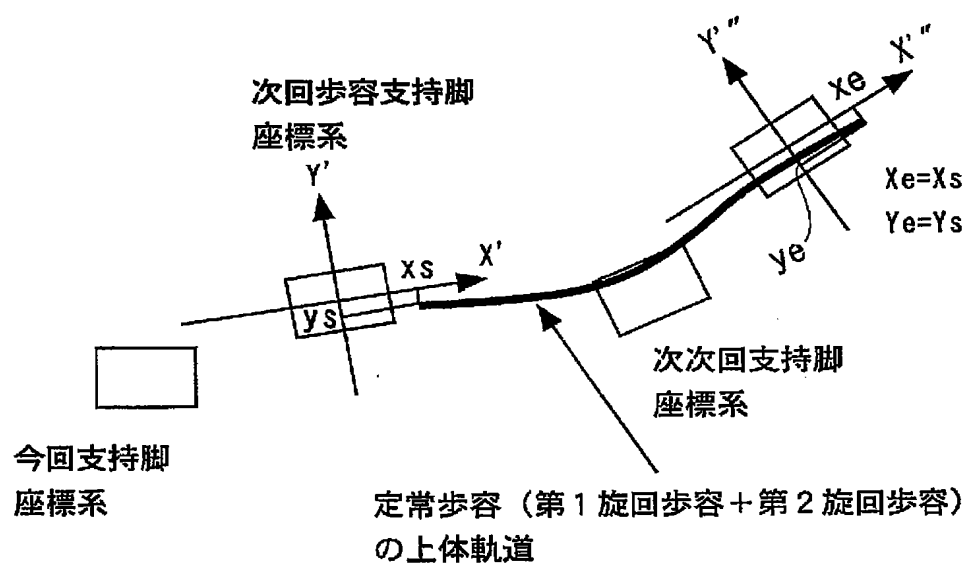 Y'''
X'''
xe
次回歩容支持脚
座標系
Y'
Xe=Xs
Ye=Ys
ye
X'
xs
ys
次次回支持脚
座標系
今回支持脚
座標系
定常歩容（第1旋回歩容＋第2旋回歩容）
の上体軌道